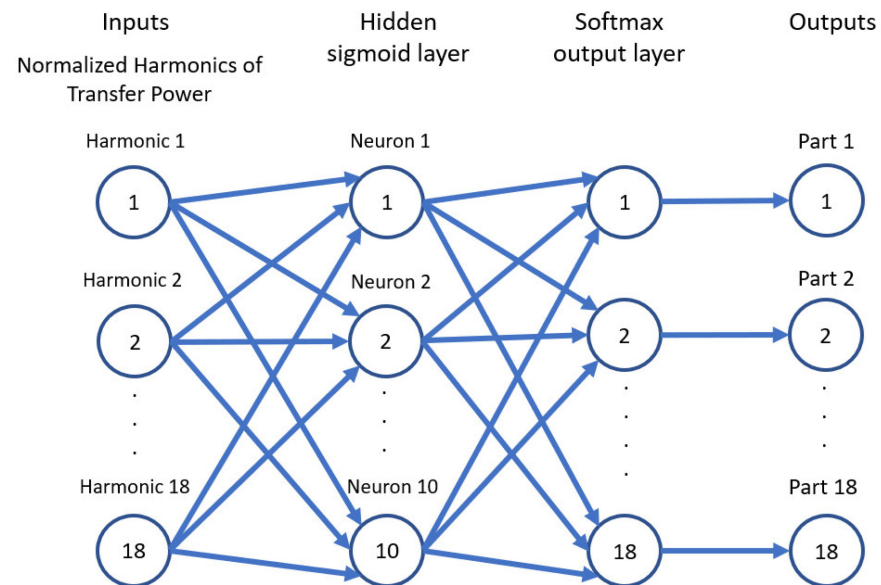 Inputs
Hidden
sigmoid layer
Softmax
output layer
Outputs
Normalized Harmonics of
Transfer Power
Harmonic 1
Neuron 1
Part 1
1
1
1
1
Harmonic 2
Neuron 2
Part 2
2
2
2
2
Harmonic 18
Neuron 10
Part 18
18
10
18
18